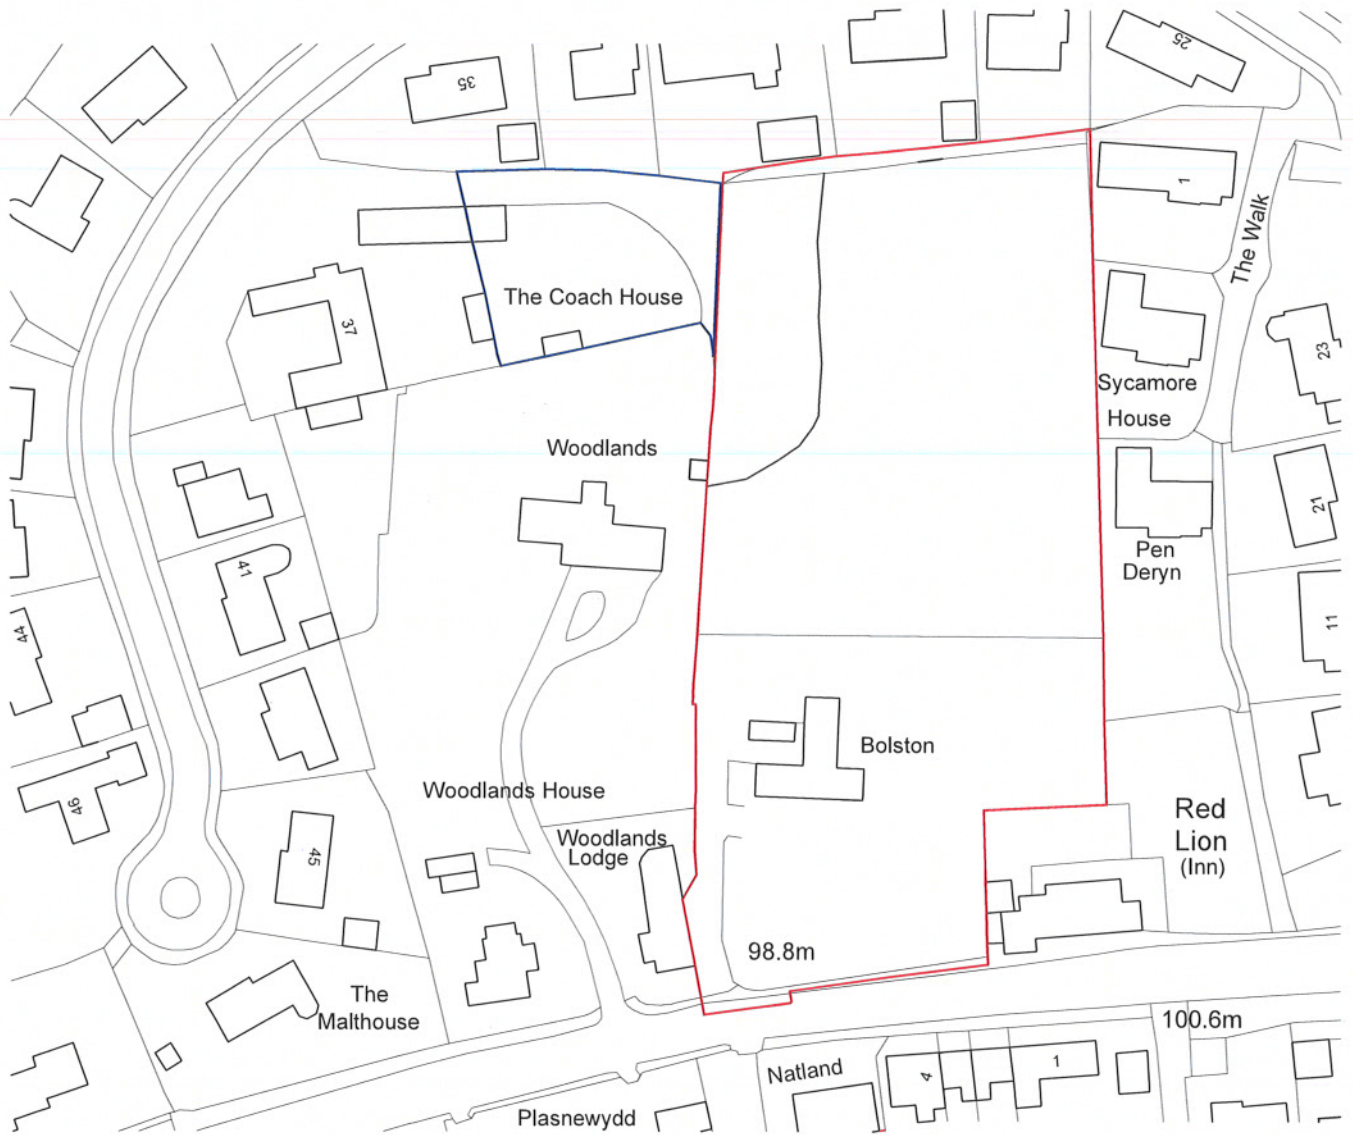 25
35
1
The Walk
The Coach House
37
23
Sycamore
House
Woodlands
21
Pen
Deryn
41
11
44
Bolston
Woodlands House
46
Red
Lion
(Inn)
Woodlands
Lodge
45
98.8m
The
Malthouse
100.6m
Natland
4
1
Plasnewydd